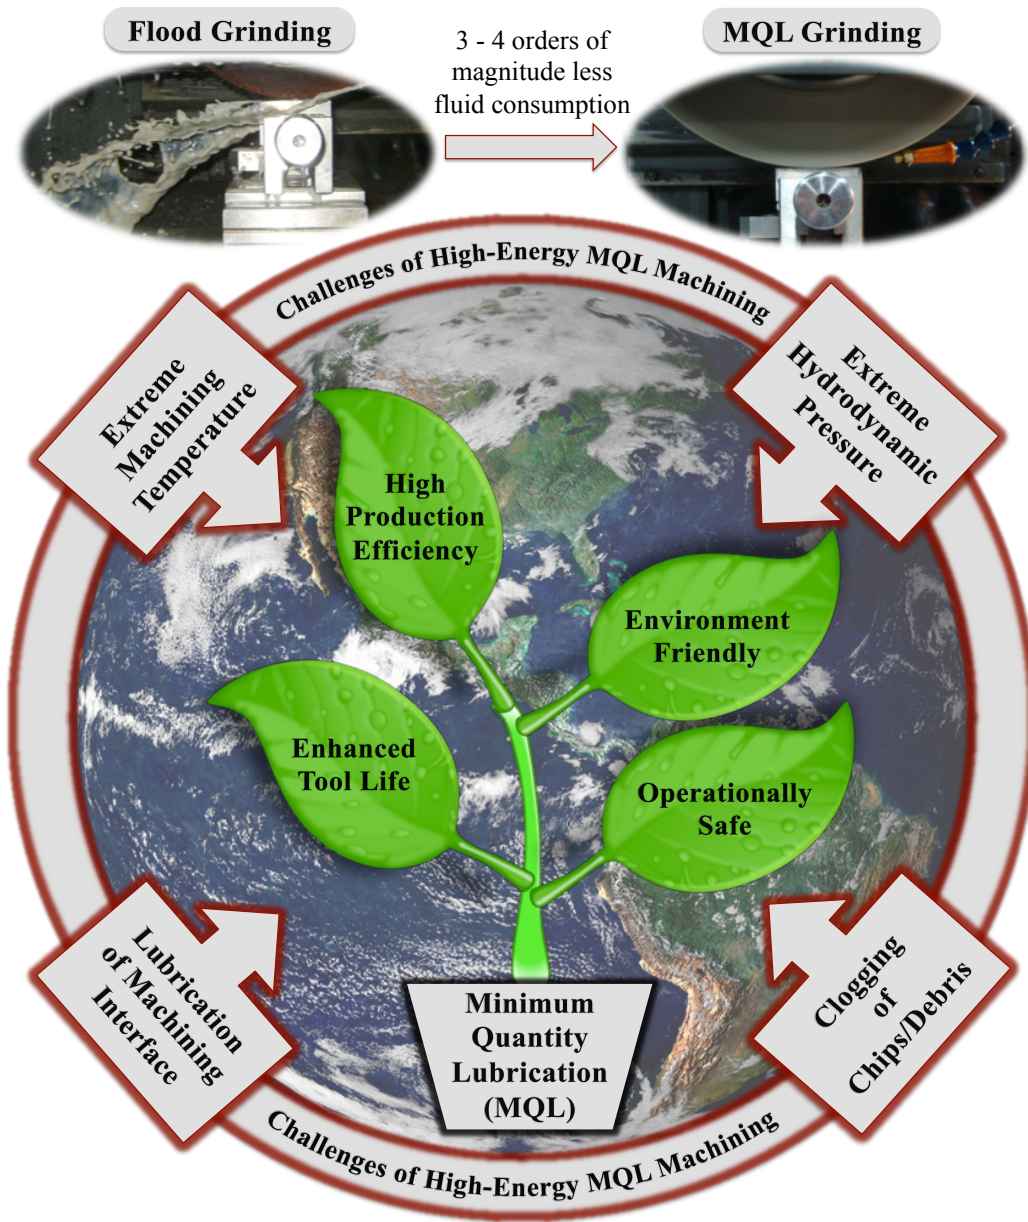 Flood Grinding
3 - 4 orders of
magnitude less
fluid consumption
MQL Grinding
Challenges of High-Energy MQL Machining
Extreme
Machining
Temperature
Extreme
Hydrodynamic
Pressure
High
Production
Efficiency
Environment
Friendly
Enhanced
Tool Life
Operationally
Safe
Lubrication
of Machining
Interface
Clogging
of
Chips/Debris
Minimum
Quantity
Lubrication
(MQL)
Challenges of High-Energy MQL Machining